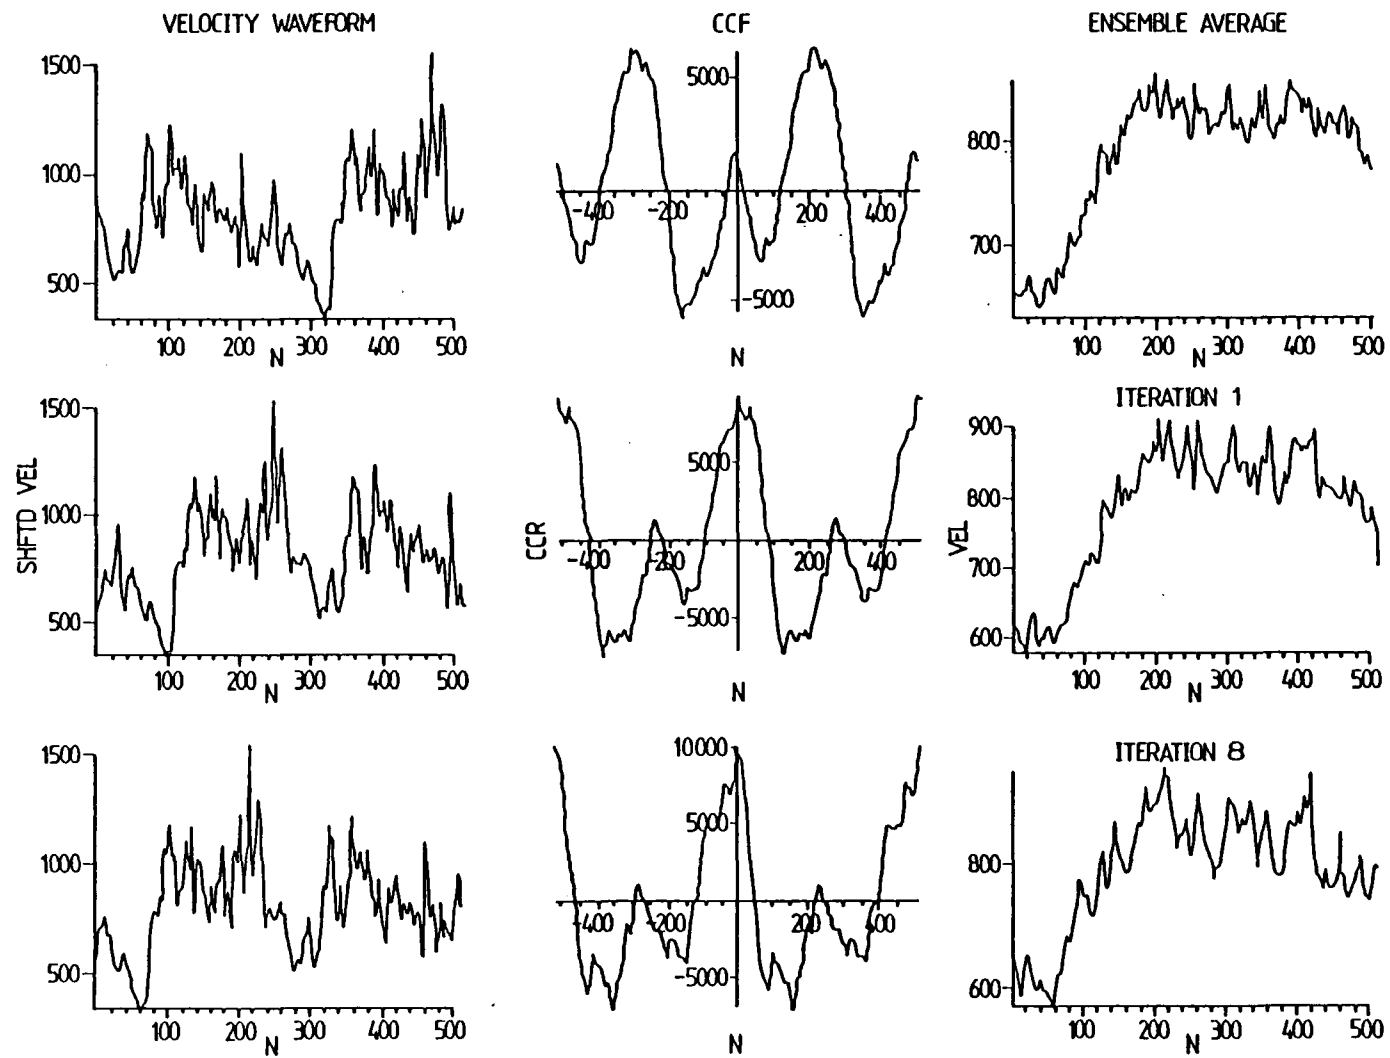 VELOCITY WAVEFORM
CCF
ENSEMBLE AVERAGE
1500
1000
500
100 200 300 400 500
N
5000
-400 -200 200 400
-5000
N
800
700
100 200 300 400 500
N
ITERATION 1
SHFTD VEL
1500
1000
500
100 200 300 400 500
N
CCR
5000
-400 -200 200 400
-5000
N
VEL
900
800
700
600
100 200 300 400 500
N
ITERATION 8
1500
1000
500
100 200 300 400 500
N
10000
5000
-400 -200 200 400
-5000
N
800
600
100 200 300 400 500
N